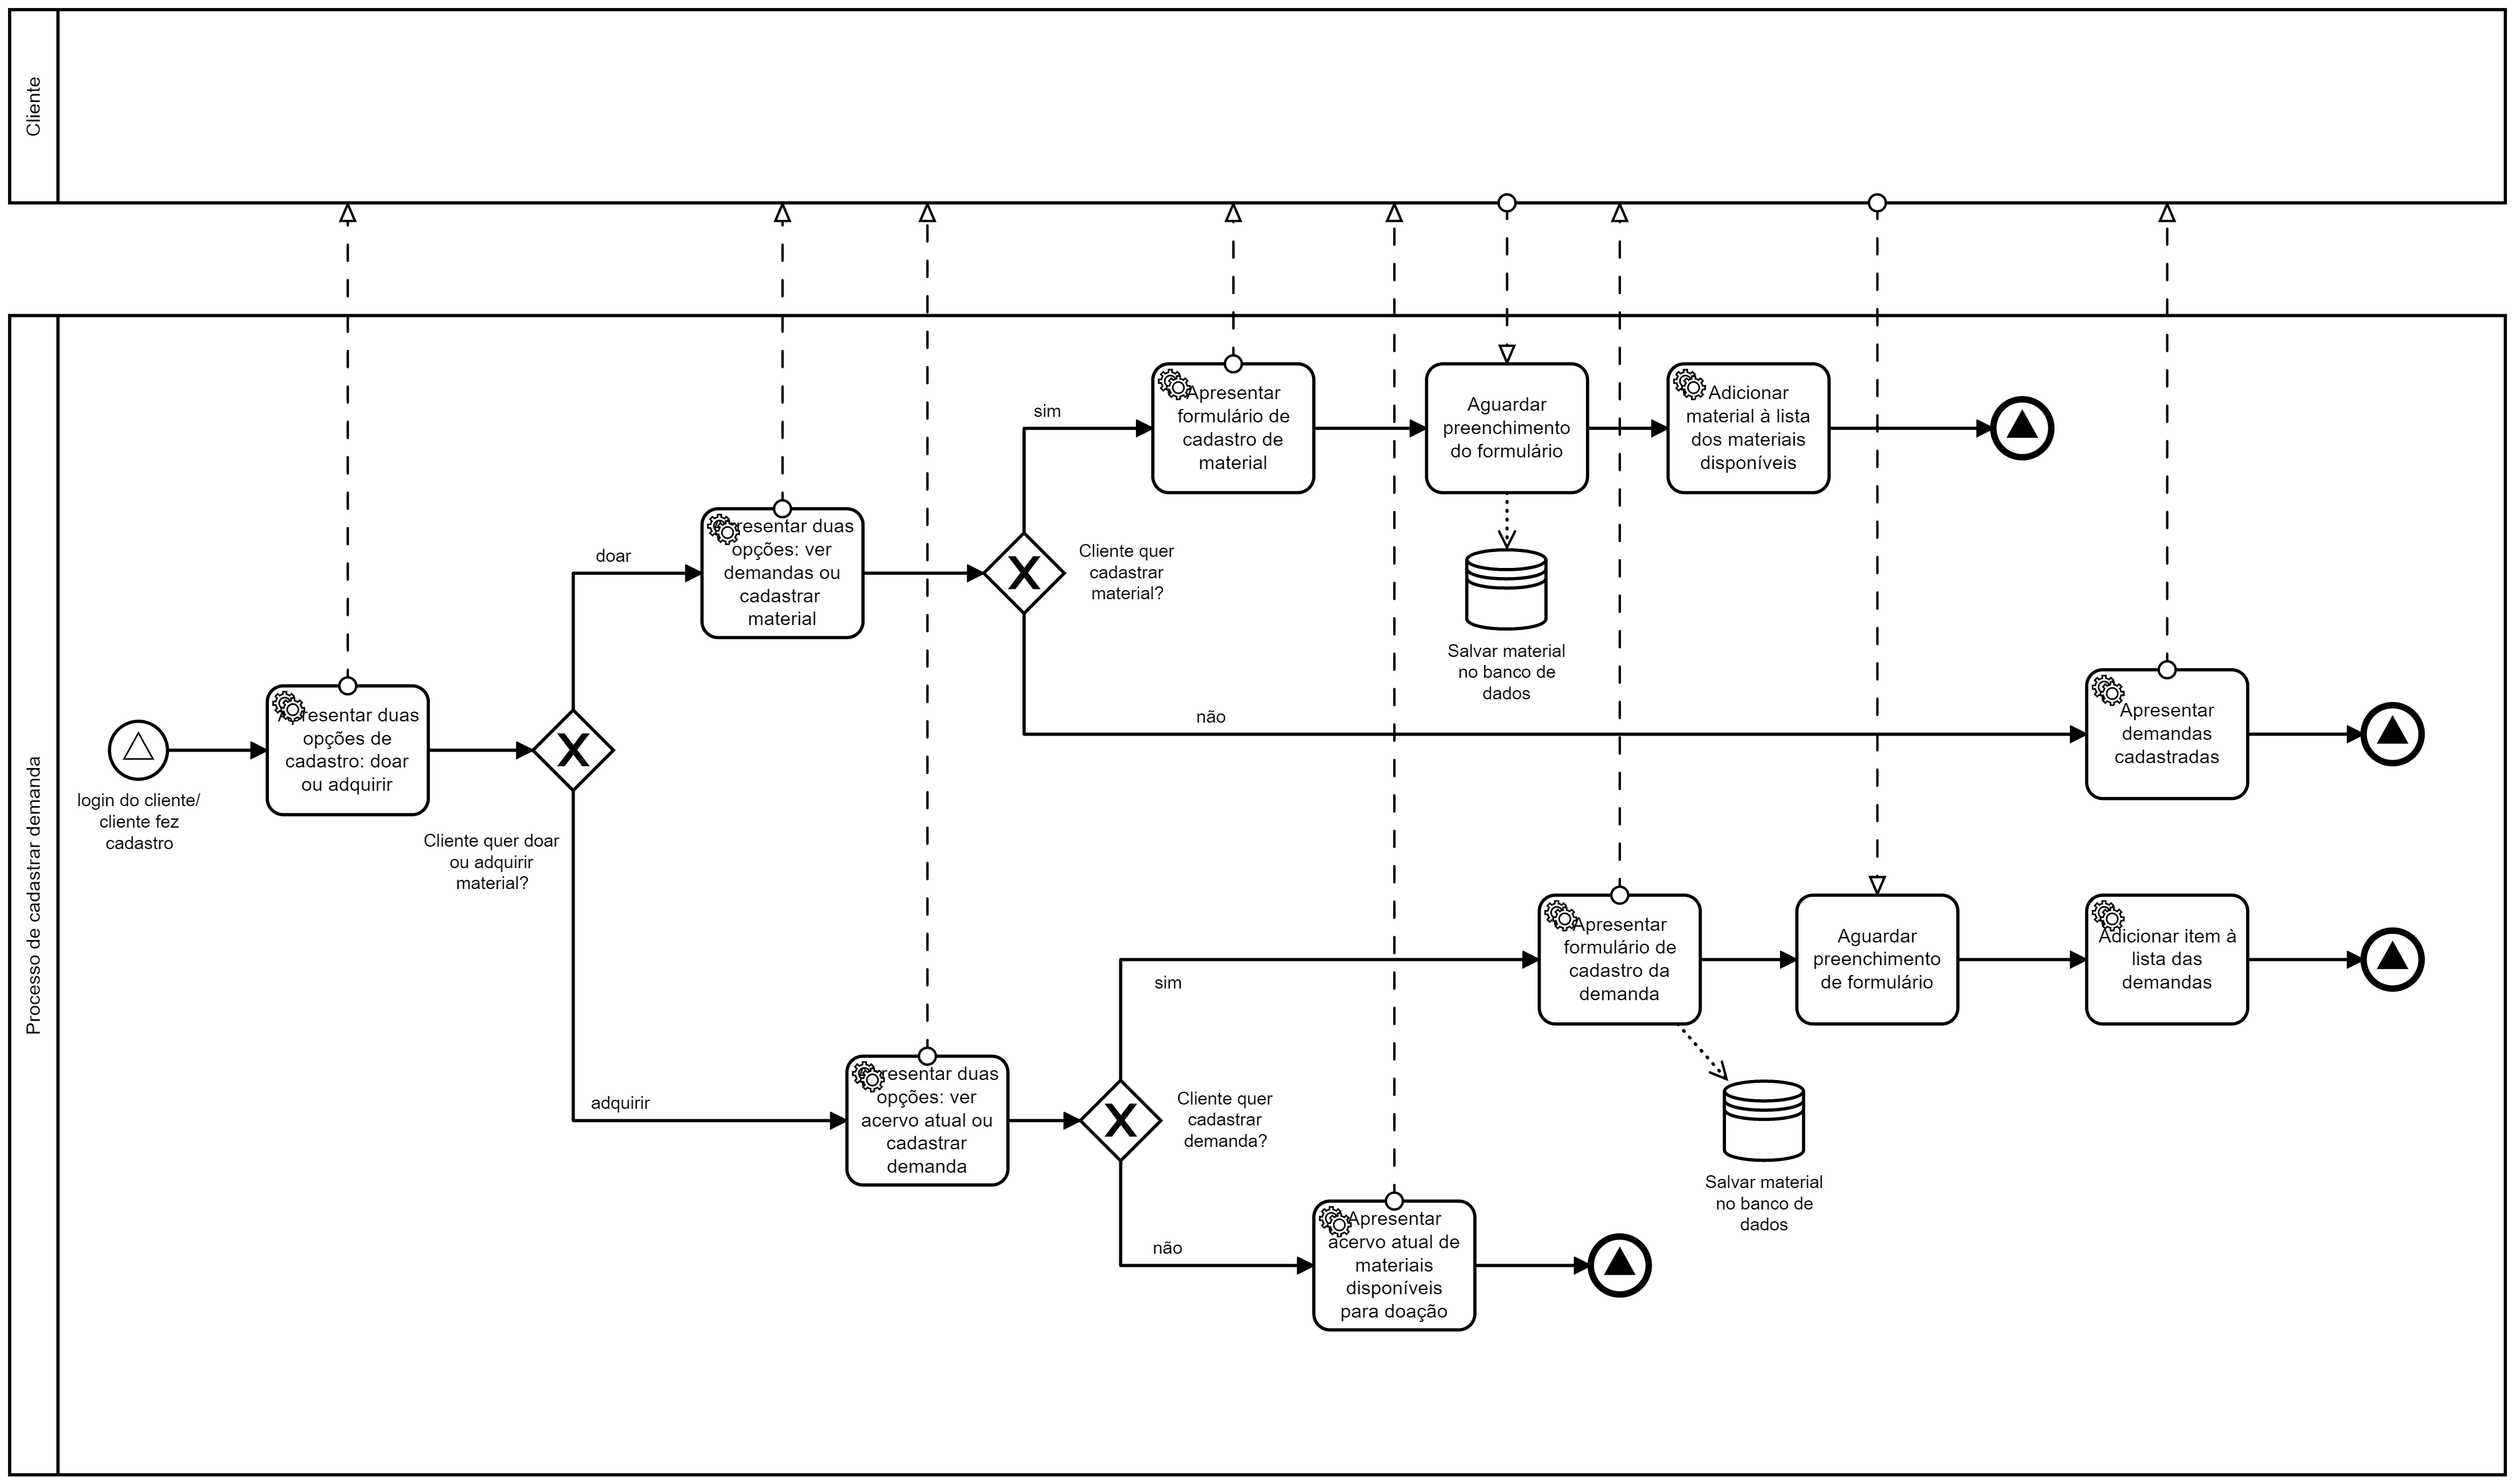 Cliente
Processo de cadastrar demanda
login do cliente/
cliente fez
cadastro
Apresentar duas
opções de
cadastro: doar
ou adquirir
Cliente quer doar
ou adquirir
material?
doar
Apresentar duas
opções: ver
demandas ou
cadastrar
material
Cliente quer
cadastrar
material?
sim
Apresentar
formulário de
cadastro de
material
Aguardar
preenchimento
do formulário
Salvar material
no banco de
dados
Adicionar
material à lista
dos materiais
disponíveis
não
Apresentar
demandas
cadastradas
adquirir
Apresentar duas
opções: ver
acervo atual ou
cadastrar
demanda
Cliente quer
cadastrar
demanda?
sim
Apresentar
formulário de
cadastro da
demanda
Salvar material
no banco de
dados
Aguardar
preenchimento
de formulário
Adicionar item à
lista das
demandas
não
Apresentar
acervo atual de
materiais
disponíveis
para doação